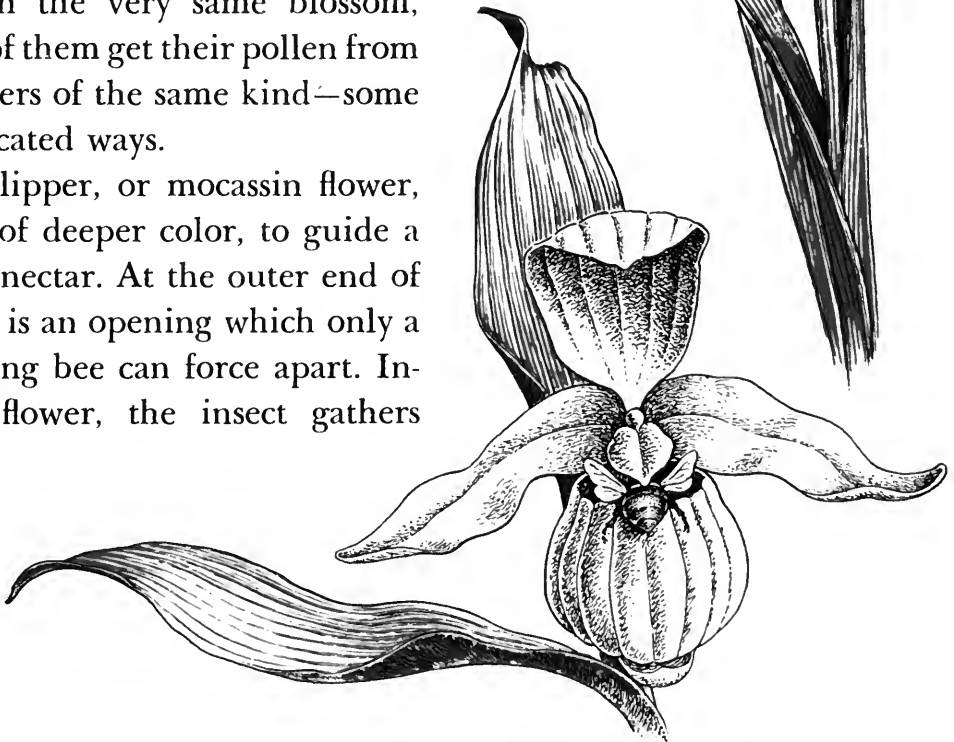 the very same blossom,
of them get their pollen from
ers of the same kind—some
cated ways.
lipper, or mocassin flower,
of deeper color, to guide a
nectar. At the outer end of
is an opening which only a
ng bee can force apart. In-
flower, the insect gathers